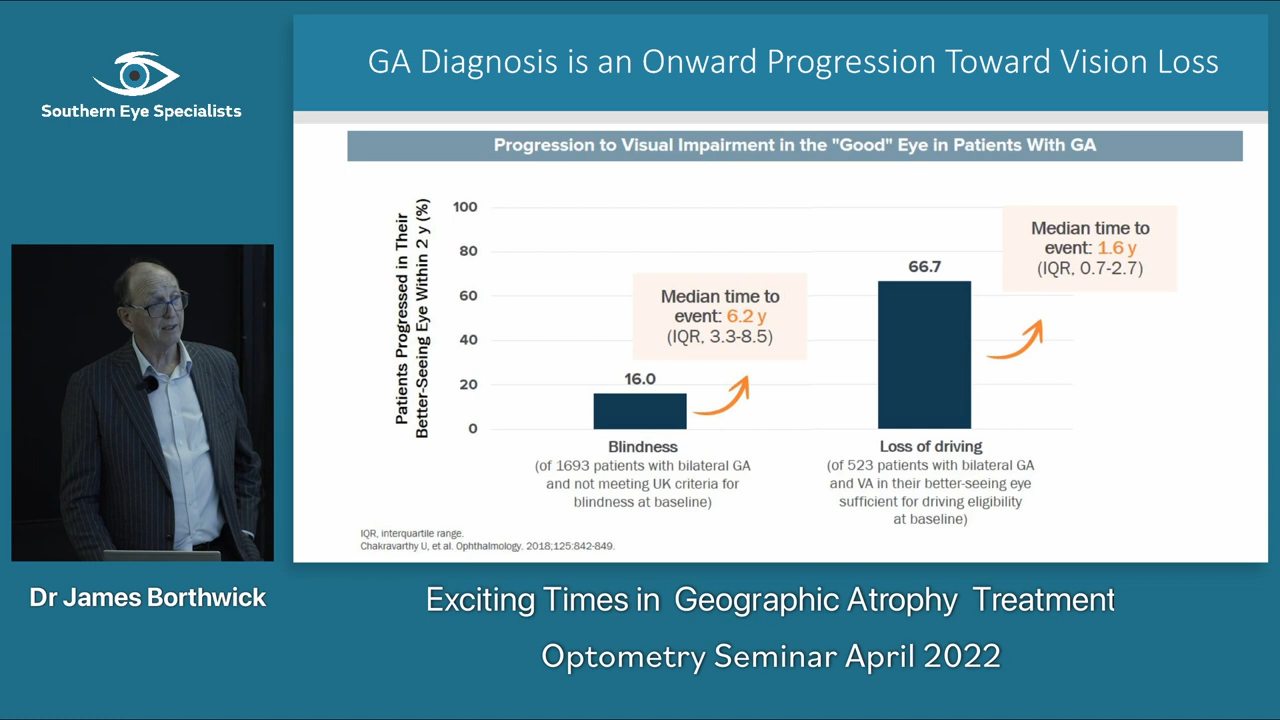 Southern Eye Specialists
GA Diagnosis is an Onward Progression Toward Vision Loss
Progression to Visual Impairment in the "Good" Eye in Patients With GA
Patients Progressed in Their
Better-Seeing Eye Within 2 y (%)
100
80
60
40
20
0
16.0
Median time to
event: 6.2 y
(IQR, 3.3-8.5)
66.7
Median time to
event: 1.6 y
(IQR, 0.7-2.7)
Blindness
(of 1693 patients with bilateral GA
and not meeting UK criteria for
blindness at baseline)
Loss of driving
(of 523 patients with bilateral GA
and VA in their better-seeing eye
sufficient for driving eligibility
at baseline)
IQR, interquartile range.
Chakravarthy U, et al. Ophthalmology. 2018;125:842-849.
Dr James Borthwick
Exciting Times in Geographic Atrophy Treatment
Optometry Seminar April 2022